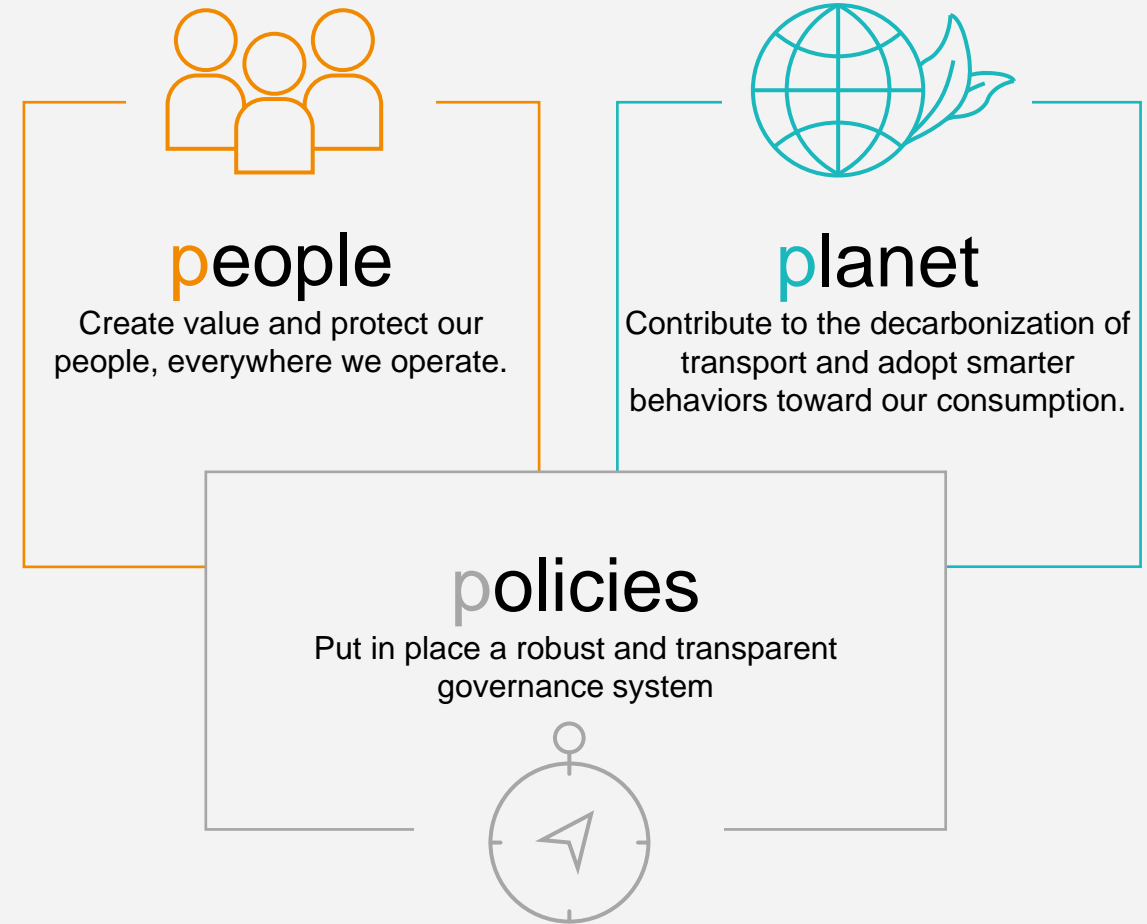 people
Create value and protect our
people, everywhere we operate.
planet
Contribute to the decarbonization of
transport and adopt smarter
behaviors toward our consumption.
policies
Put in place a robust and transparent
governance system